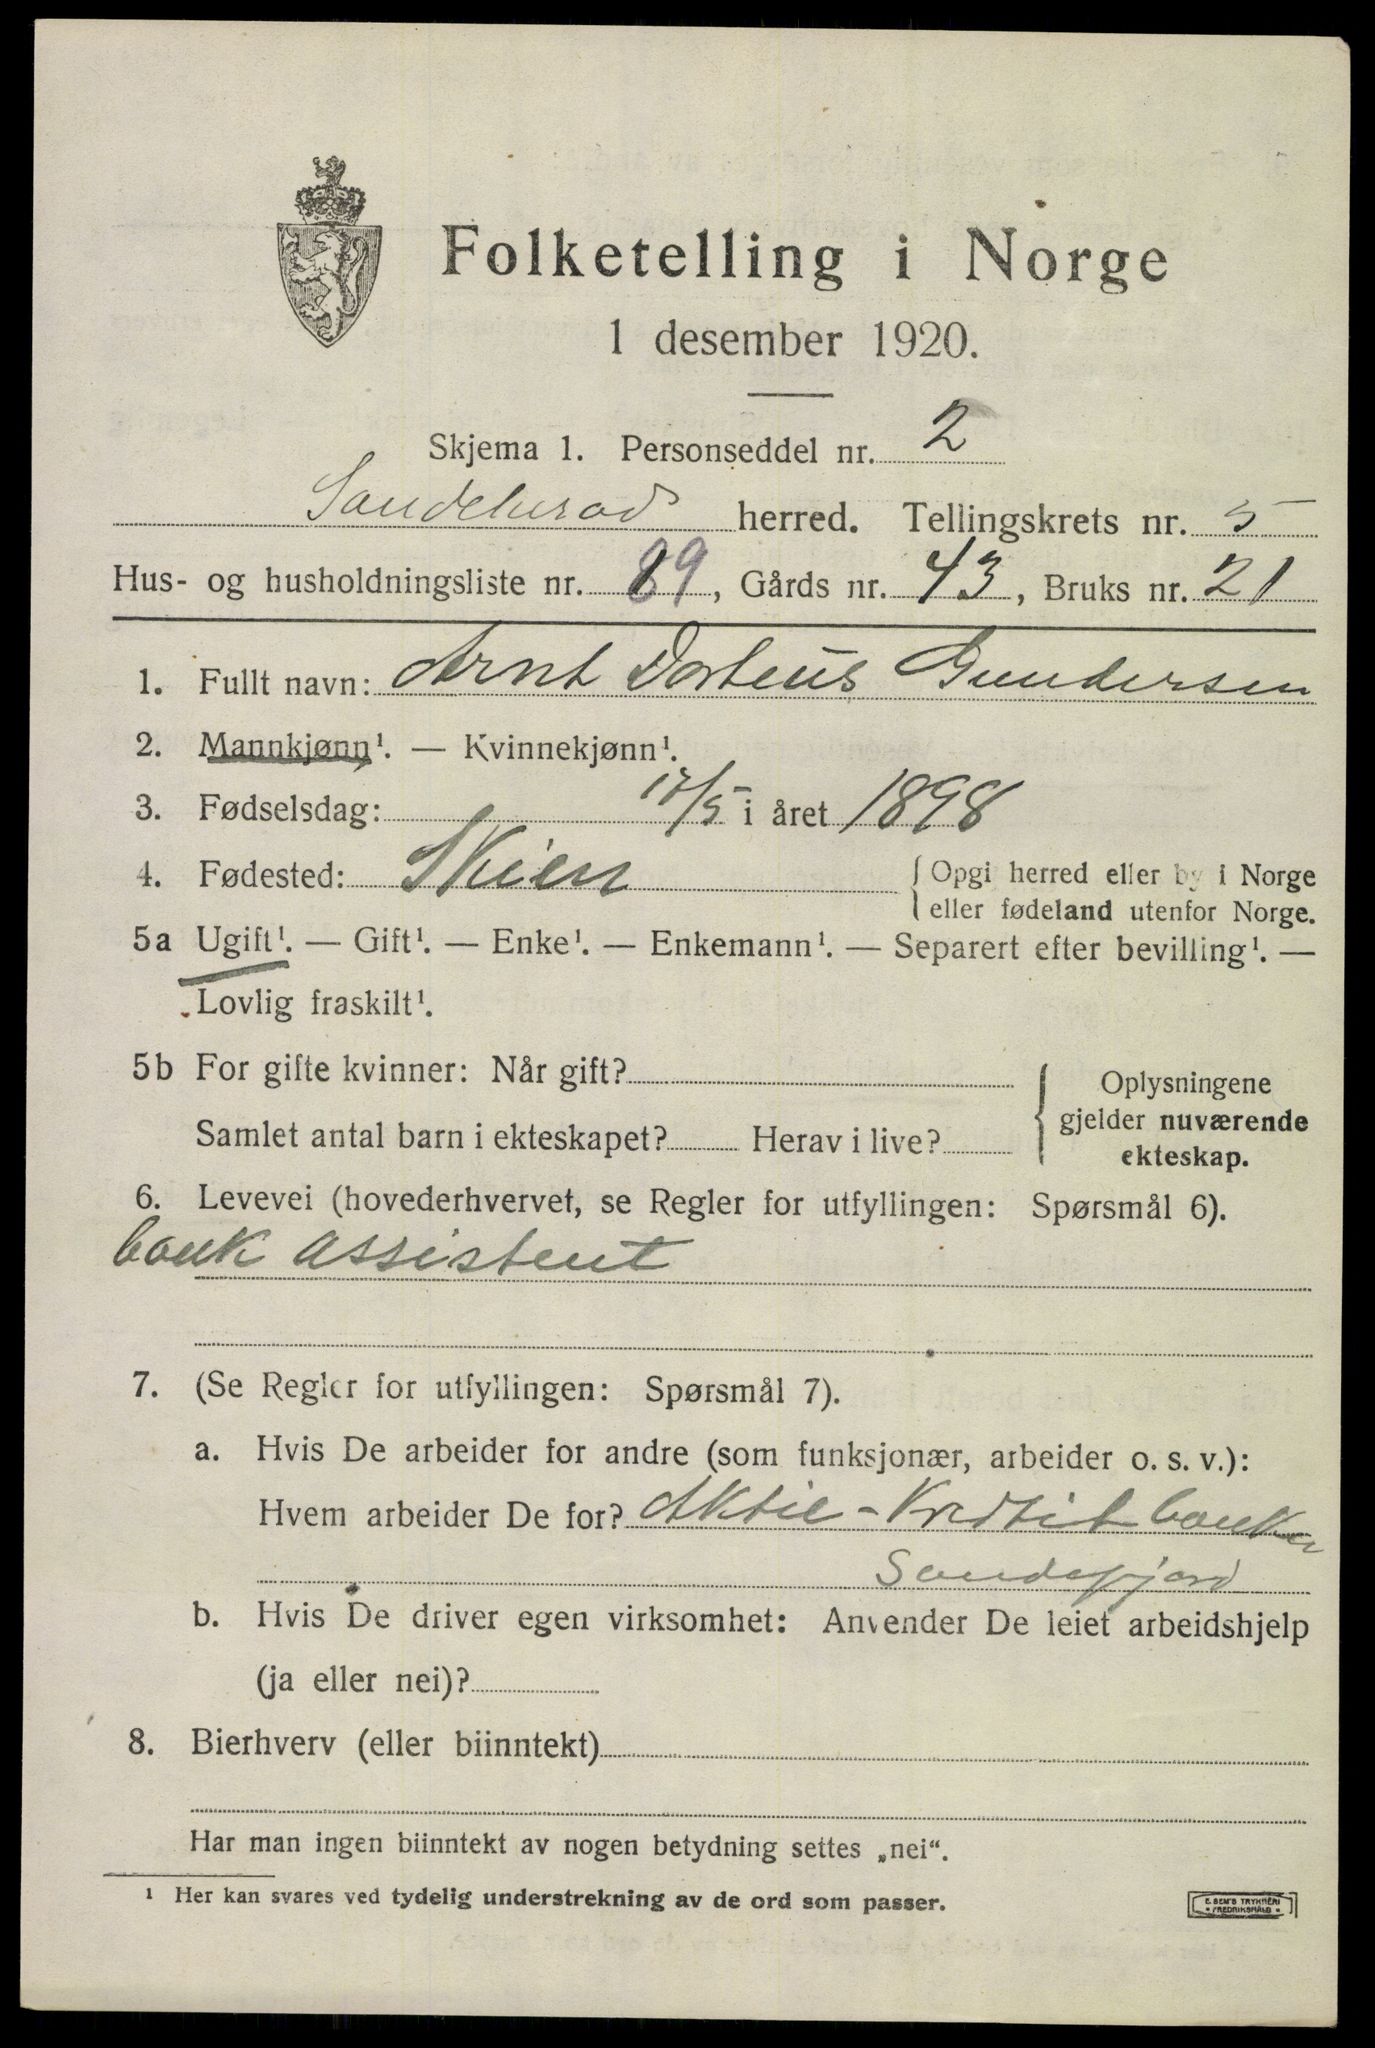 Folketelling i Norge
1 desember 1920.
Skjema 1. Personseddel nr. 2
Sandeherad herred. Tellingskrets nr. 5
Hus- og husholdningsliste nr. 89, Gårds nr. 43, Bruks nr. 21
1. Fullt navn: Arnt Dorteus Gundersen
2. Mannkjønn¹. — Kvinnekjønn¹.
3. Fødselsdag: 17/5 i året 1898
4. Fødested: Skien { Opgi herred eller by i Norge
eller fødeland utenfor Norge.
5a Ugift¹. — Gift¹. — Enke¹. — Enkemann¹. — Separert efter bevilling¹. —
Lovlig fraskilt¹.
5b For gifte kvinner: Når gift?
Samlet antal barn i ekteskapet? Herav i live?
Oplysningene
gjelder nuværende
ekteskap.
6. Levevei (hovederhvervet, se Regler for utfyllingen: Spørsmål 6).
bank assistent
7. (Se Regler for utfyllingen: Spørsmål 7).
a. Hvis De arbeider for andre (som funksjonær, arbeider o. s. v.):
Hvem arbeider De for? Aktie-Kredit banken
Sandefjord
b. Hvis De driver egen virksomhet: Anvender De leiet arbeidshjelp
(ja eller nei)?
8. Bierhverv (eller biinntekt)
Har man ingen biinntekt av nogen betydning settes „nei“.
¹ Her kan svares ved tydelig understrekning av de ord som passer.
E. SEM'S TRYKKERI
• FREDRIKSHALD •